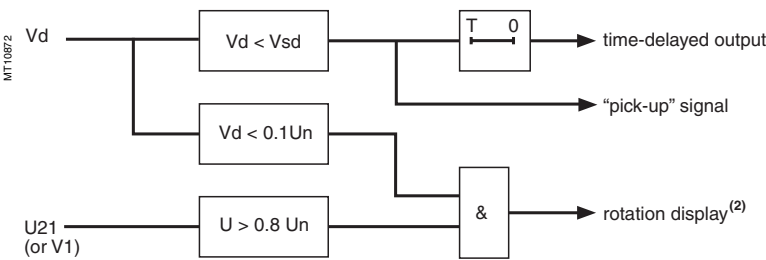 MT10872
Vd
Vd < Vsd
T 0
time-delayed output
“pick-up” signal
Vd < 0.1Un
U21
(or V1)
U > 0.8 Un
&
rotation display(2)